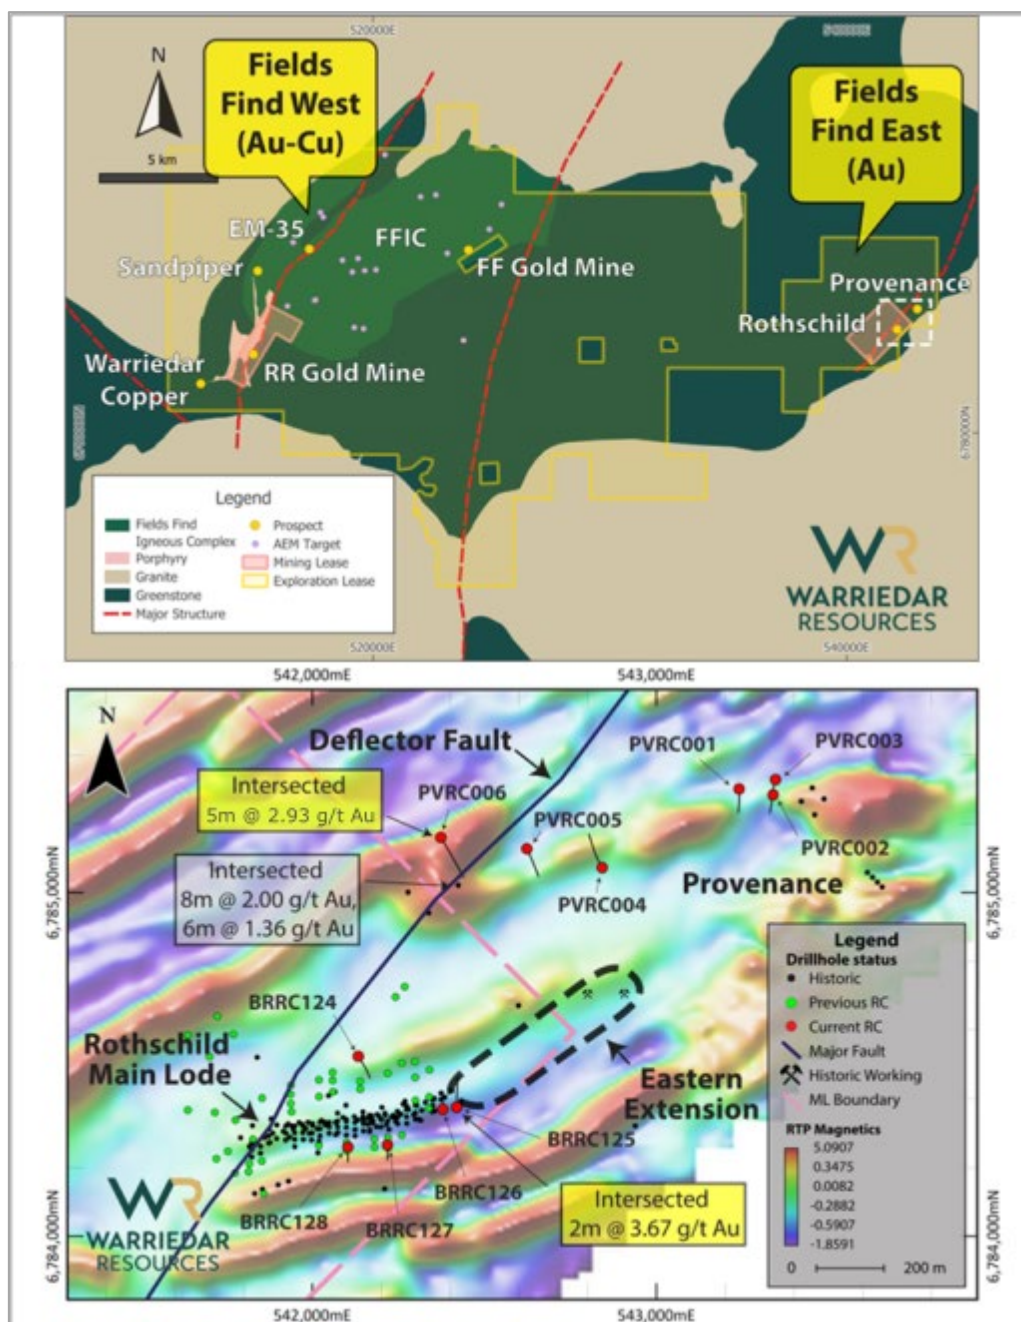 520000E
540000E
Fields
Find West
(Au-Cu)
Fields
Find East
(Au)
N
5 km
EM-35
FFIC
Sandpiper
FF Gold Mine
Provenance
Rothschild
Warriedar
Copper
RR Gold Mine
6780000N
Legend
Fields Find
Igneous Complex
Porphyry
Granite
Greenstone
Major Structure
Prospect
AEM Target
Mining Lease
Exploration Lease
WR
WARRIEDAR
RESOURCES
520000E
540000E
542,000mE
543,000mE
N
Deflector Fault
PVRC001
PVRC003
Intersected
5m @ 2.93 g/t Au
PVRC006
PVRC005
PVRC002
Intersected
8m @ 2.00 g/t Au,
6m @ 1.36 g/t Au
PVRC004
Provenance
6,785,000mN
6,785,000mN
BRRC124
Rothschild
Main Lode
Eastern
Extension
BRRC125
BRRC126
BRRC127
BRRC128
Intersected
2m @ 3.67 g/t Au
WR
WARRIEDAR
RESOURCES
6,784,000mN
6,784,000mN
Legend
Drillhole status
Historic
Previous RC
Current RC
Major Fault
Historic Working
ML Boundary
RTP Magnetics
5.0907
0.3475
0.0082
-0.2882
-0.5907
-1.8591
0
200 m
542,000mE
543,000mE